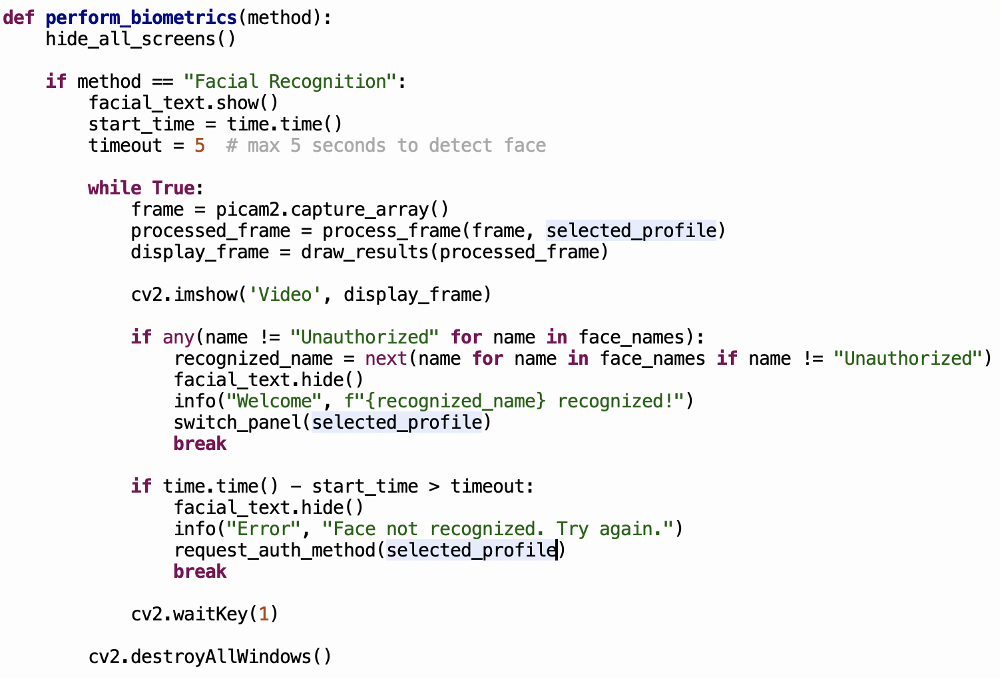 def perform_biometrics(method):
    hide_all_screens()

    if method == "Facial Recognition":
        facial_text.show()
        start_time = time.time()
        timeout = 5  # max 5 seconds to detect face

        while True:
            frame = picam2.capture_array()
            processed_frame = process_frame(frame, selected_profile)
            display_frame = draw_results(processed_frame)

            cv2.imshow('Video', display_frame)

            if any(name != "Unauthorized" for name in face_names):
                recognized_name = next(name for name in face_names if name != "Unauthorized")
                facial_text.hide()
                info("Welcome", f"{recognized_name} recognized!")
                switch_panel(selected_profile)
                break

            if time.time() - start_time > timeout:
                facial_text.hide()
                info("Error", "Face not recognized. Try again.")
                request_auth_method(selected_profile)
                break

            cv2.waitKey(1)

        cv2.destroyAllWindows()